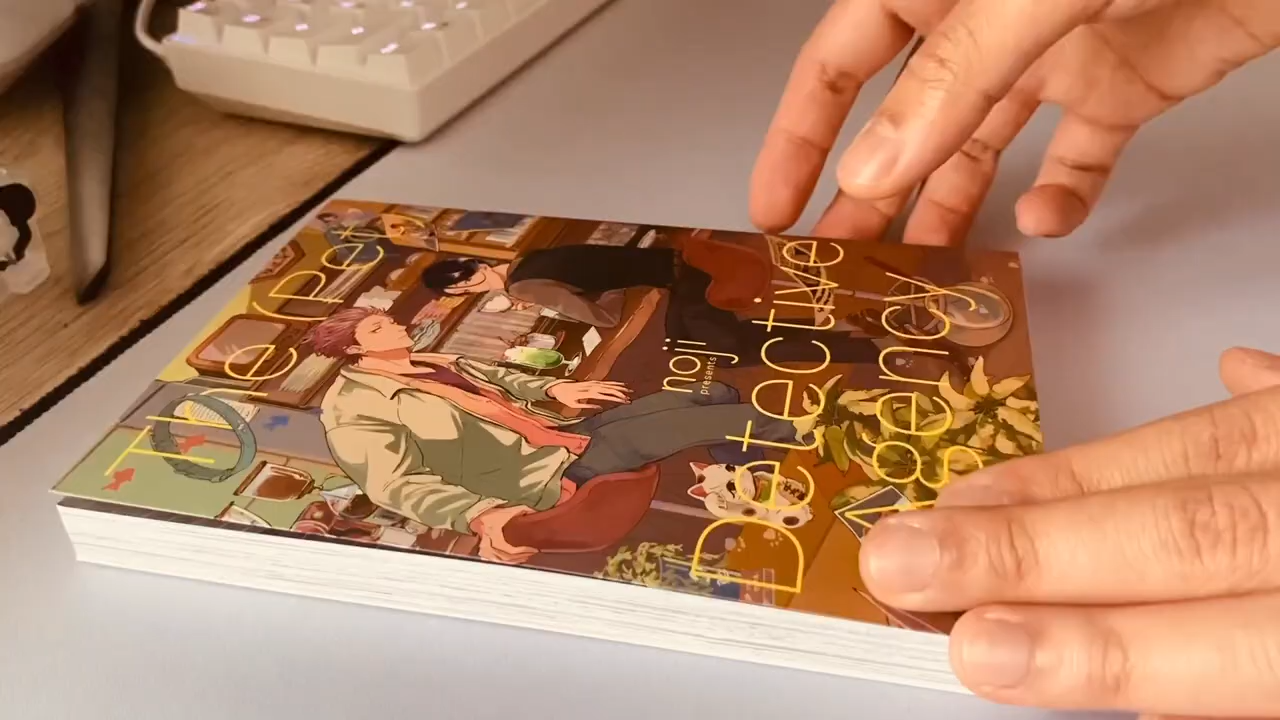 The (Pet)
Detective
Agency
noji
presents